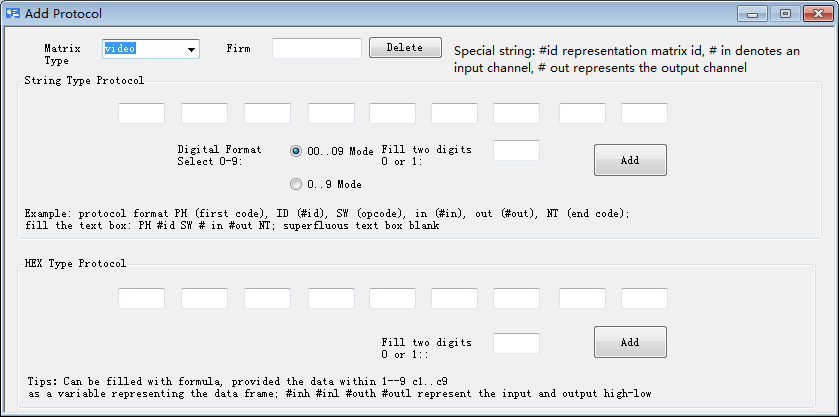 Add Protocol
Matrix Type
video
Firm
Delete
Special string: #id representation matrix id, # in denotes an
input channel, # out represents the output channel
String Type Protocol
Digital Format
Select 0-9:
00..09 Mode
0..9 Mode
Fill two digits
0 or 1:
Add
Example: protocol format PH (first code), ID (#id), SW (opcode), in (#in), out (#out), NT (end code);
fill the text box: PH #id SW # in #out NT; superfluous text box blank
HEX Type Protocol
Fill two digits
0 or 1::
Add
Tips: Can be filled with formula, provided the data within 1--9 c1..c9
as a variable representing the data frame; #inh #inl #outh #outl represent the input and output high-low